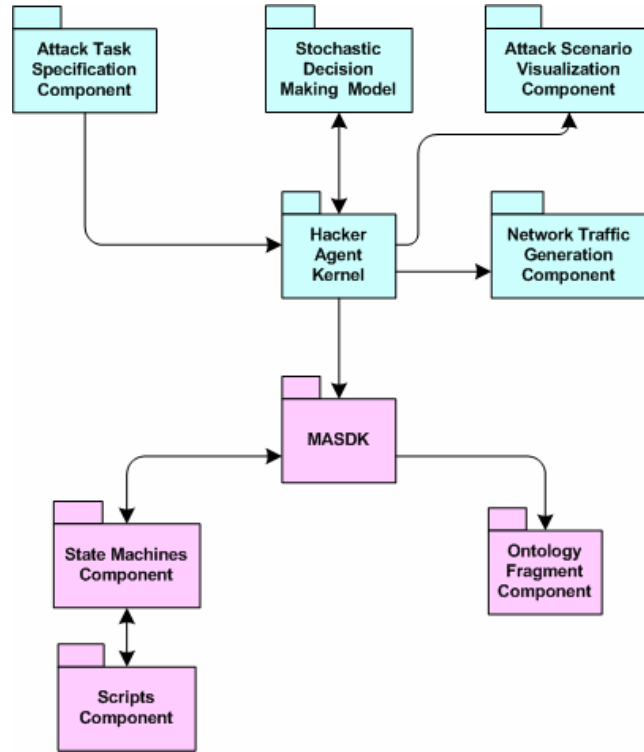 Attack Task
Specification
Component
Stochastic
Decision
Making Model
Attack Scenario
Visualization
Component
Hacker
Agent
Kernel
Network Traffic
Generation
Component
MASDK
State Machines
Component
Ontology
Fragment
Component
Scripts
Component